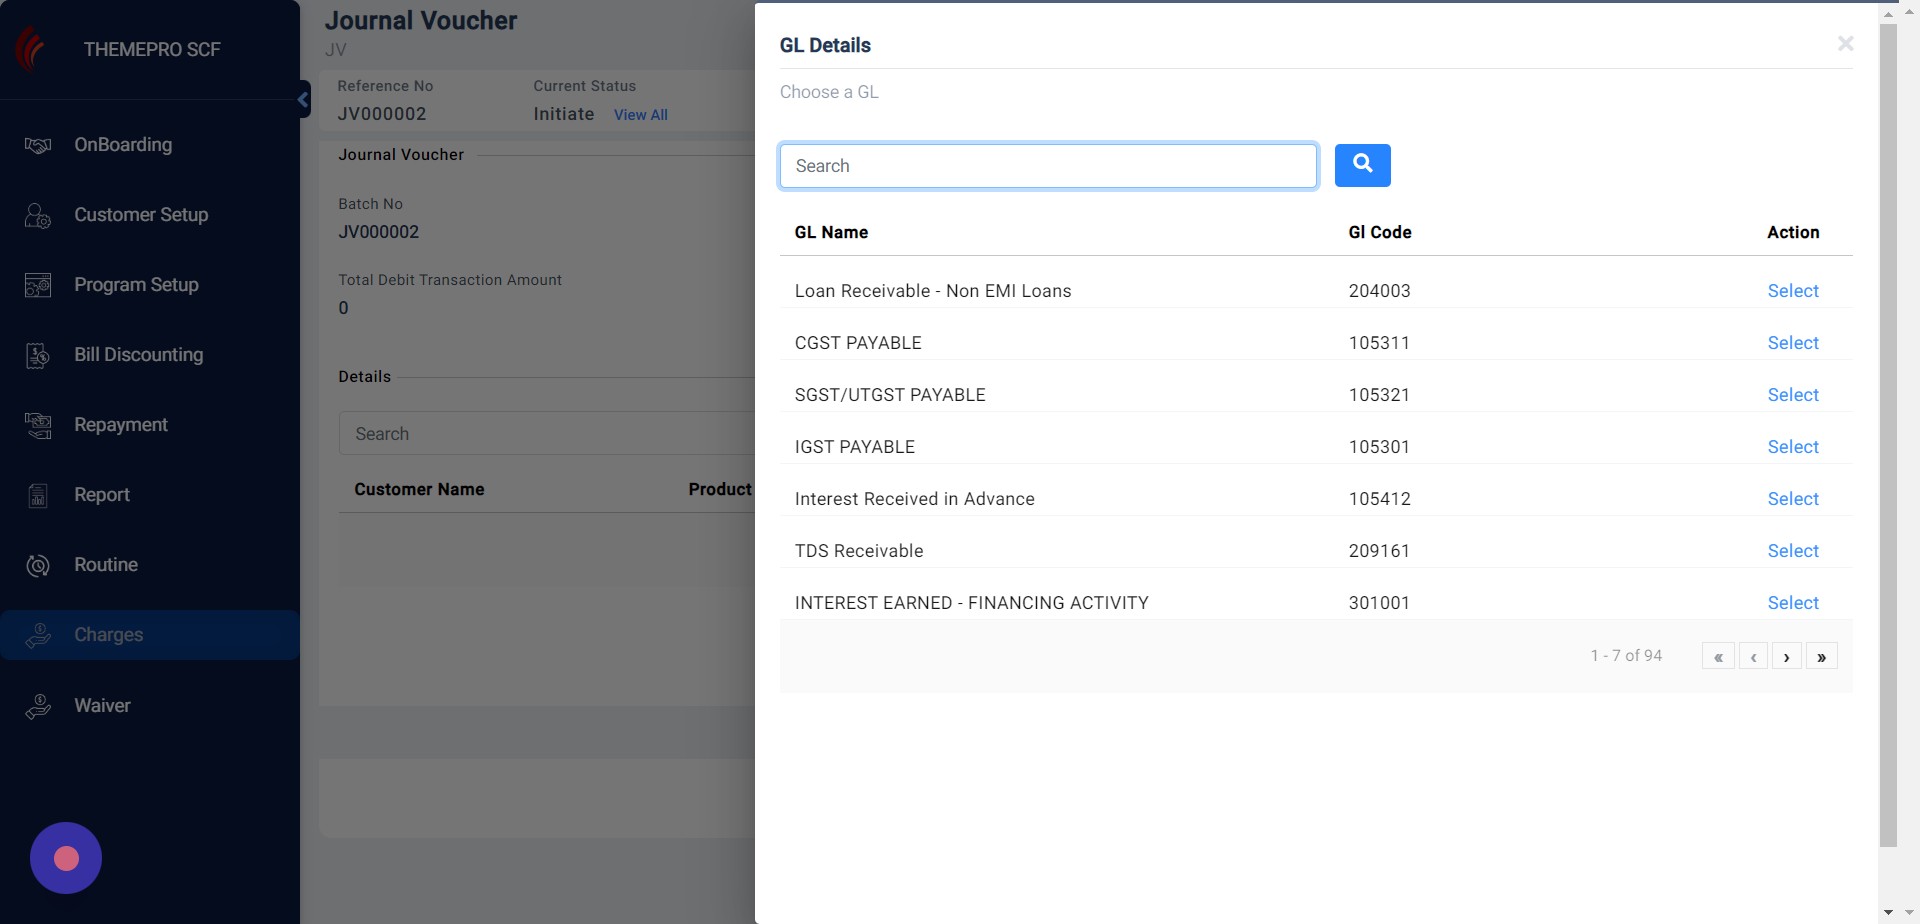 THEMEPRO SCF
OnBoarding
Customer Setup
Program Setup
Bill Discounting
Repayment
Report
Routine
Charges
Waiver
Journal Voucher
JV
Reference No
Current Status
JV000002
Initiate View All
Journal Voucher
Batch No
JV000002
Total Debit Transaction Amount
0
Details
Search
Customer Name Product
GL Details
Choose a GL
Search
GL Name Gl Code Action
Loan Receivable - Non EMI Loans 204003 Select
CGST PAYABLE 105311 Select
SGST/UTGST PAYABLE 105321 Select
IGST PAYABLE 105301 Select
Interest Received in Advance 105412 Select
TDS Receivable 209161 Select
INTEREST EARNED - FINANCING ACTIVITY 301001 Select
1 - 7 of 94 « ‹ › »